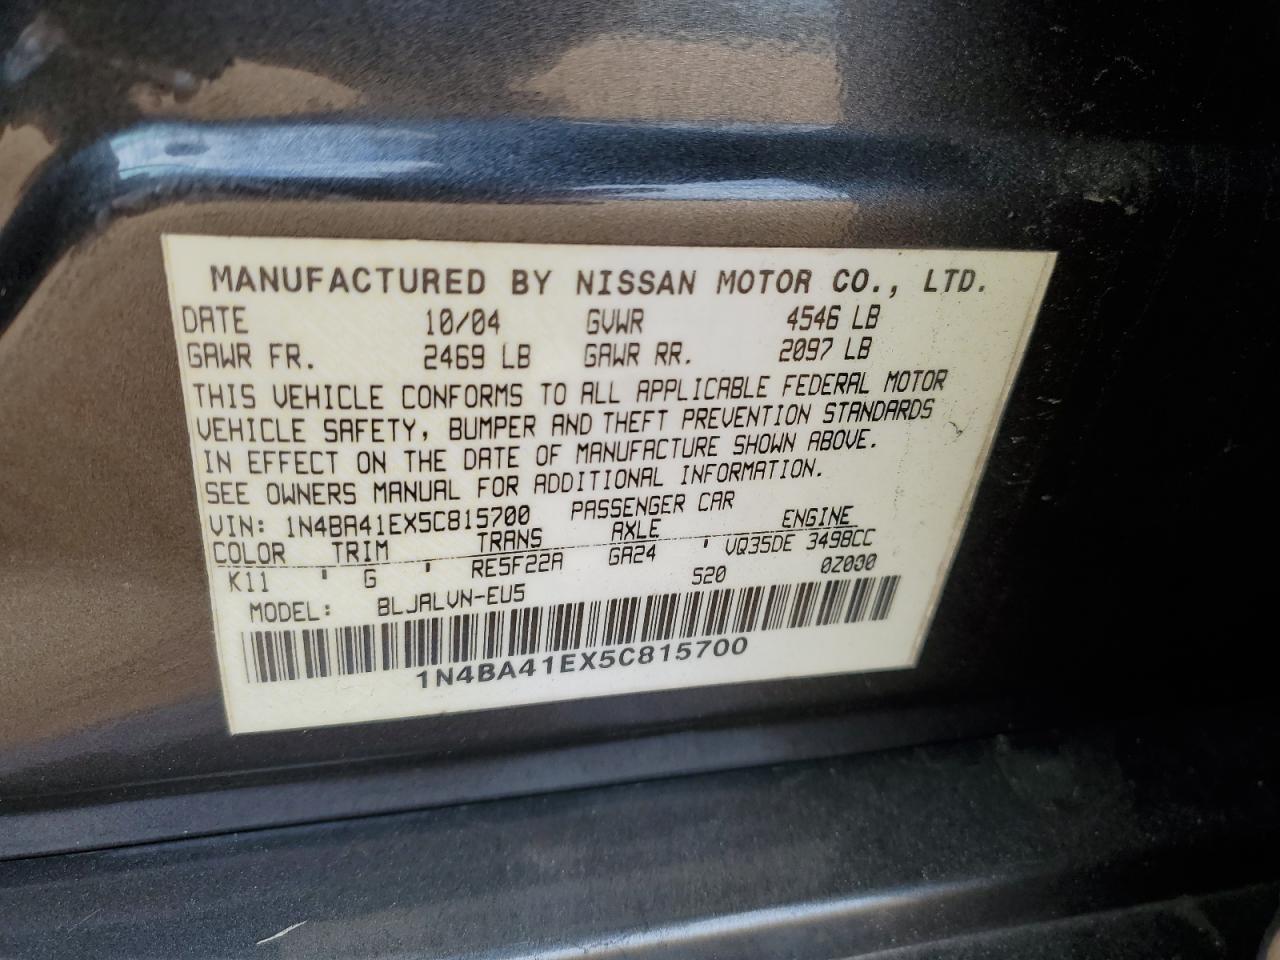 MANUFACTURED BY NISSAN MOTOR CO., LTD.
DATE 10/04 GVWR 4546 LB
GAWR FR. 2469 LB GAWR RR. 2097 LB
THIS VEHICLE CONFORMS TO ALL APPLICABLE FEDERAL MOTOR
VEHICLE SAFETY, BUMPER AND THEFT PREVENTION STANDARDS
IN EFFECT ON THE DATE OF MANUFACTURE SHOWN ABOVE.
SEE OWNERS MANUAL FOR ADDITIONAL INFORMATION.
VIN: 1N4BA41EX5C815700 PASSENGER CAR
COLOR TRIM TRANS AXLE ENGINE
K11 ' G ' RE5F22A GA24 ' VQ35DE 3498CC
MODEL: BLJALVN-EU5 S20 0Z000
1N4BA41EX5C815700